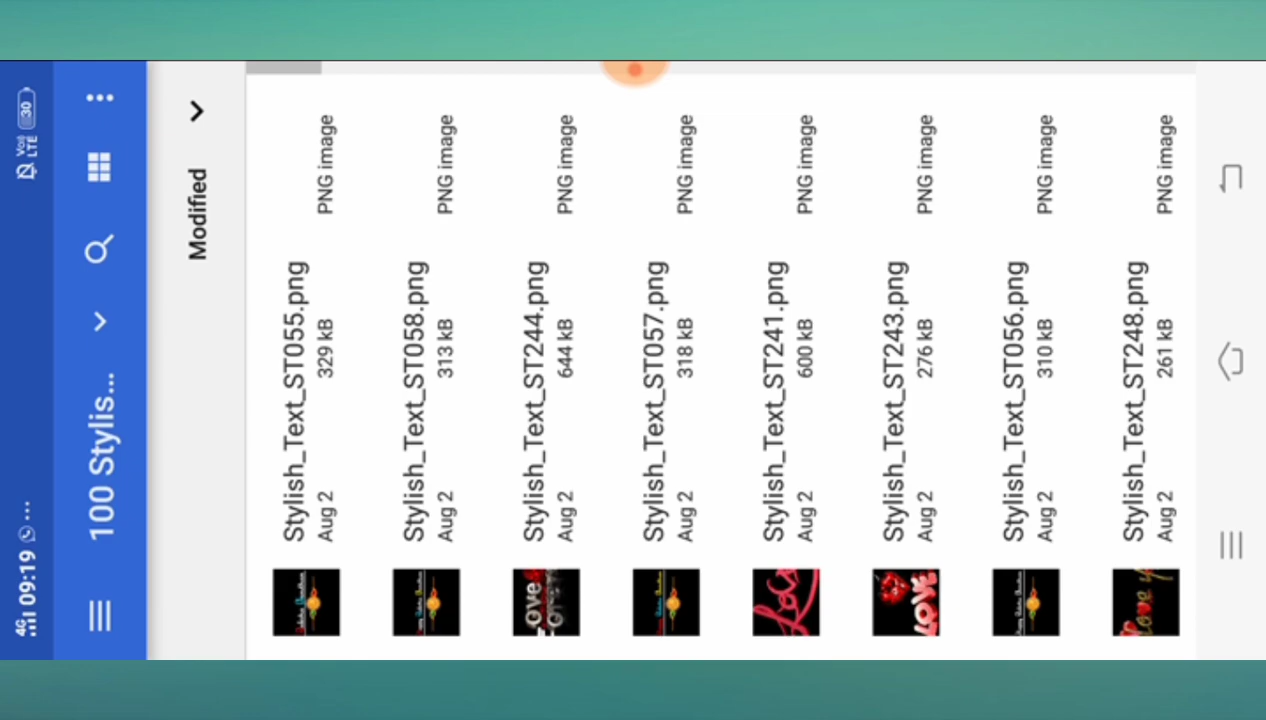 4G 09:19 ... Vo) LTE 30
100 Stylis...
Modified
Stylish_Text_ST055.png
Aug 2 329 kB PNG image
Stylish_Text_ST058.png
Aug 2 313 kB PNG image
Stylish_Text_ST244.png
Aug 2 644 kB PNG image
Stylish_Text_ST057.png
Aug 2 318 kB PNG image
Stylish_Text_ST241.png
Aug 2 600 kB PNG image
Stylish_Text_ST243.png
Aug 2 276 kB PNG image
LOVE
Stylish_Text_ST056.png
Aug 2 310 kB PNG image
Stylish_Text_ST248.png
Aug 2 261 kB PNG image